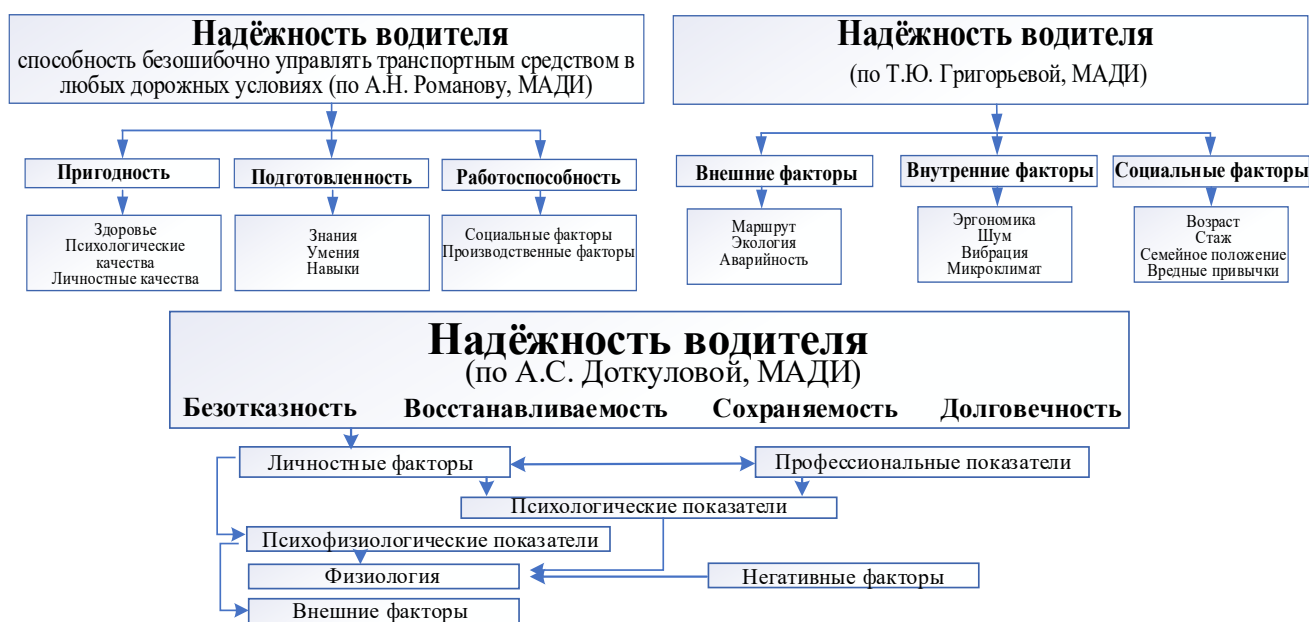 Надёжность водителя
способность безошибочно управлять транспортным средством в
любых дорожных условиях (по А.Н. Романову, МАДИ)
Пригодность
Подготовленность
Работоспособность
Здоровье
Психологические
качества
Личностные качества
Знания
Умения
Навыки
Социальные факторы
Производственные факторы
Надёжность водителя
(по Т.Ю. Григорьевой, МАДИ)
Внешние факторы
Внутренние факторы
Социальные факторы
Маршрут
Экология
Аварийность
Эргономика
Шум
Вибрация
Микроклимат
Возраст
Стаж
Семейное положение
Вредные привычки
Надёжность водителя
(по А.С. Доткуловой, МАДИ)
Безотказность Восстанавливаемость Сохраняемость Долговечность
Личностные факторы
Профессиональные показатели
Психологические показатели
Психофизиологические показатели
Физиология
Негативные факторы
Внешние факторы